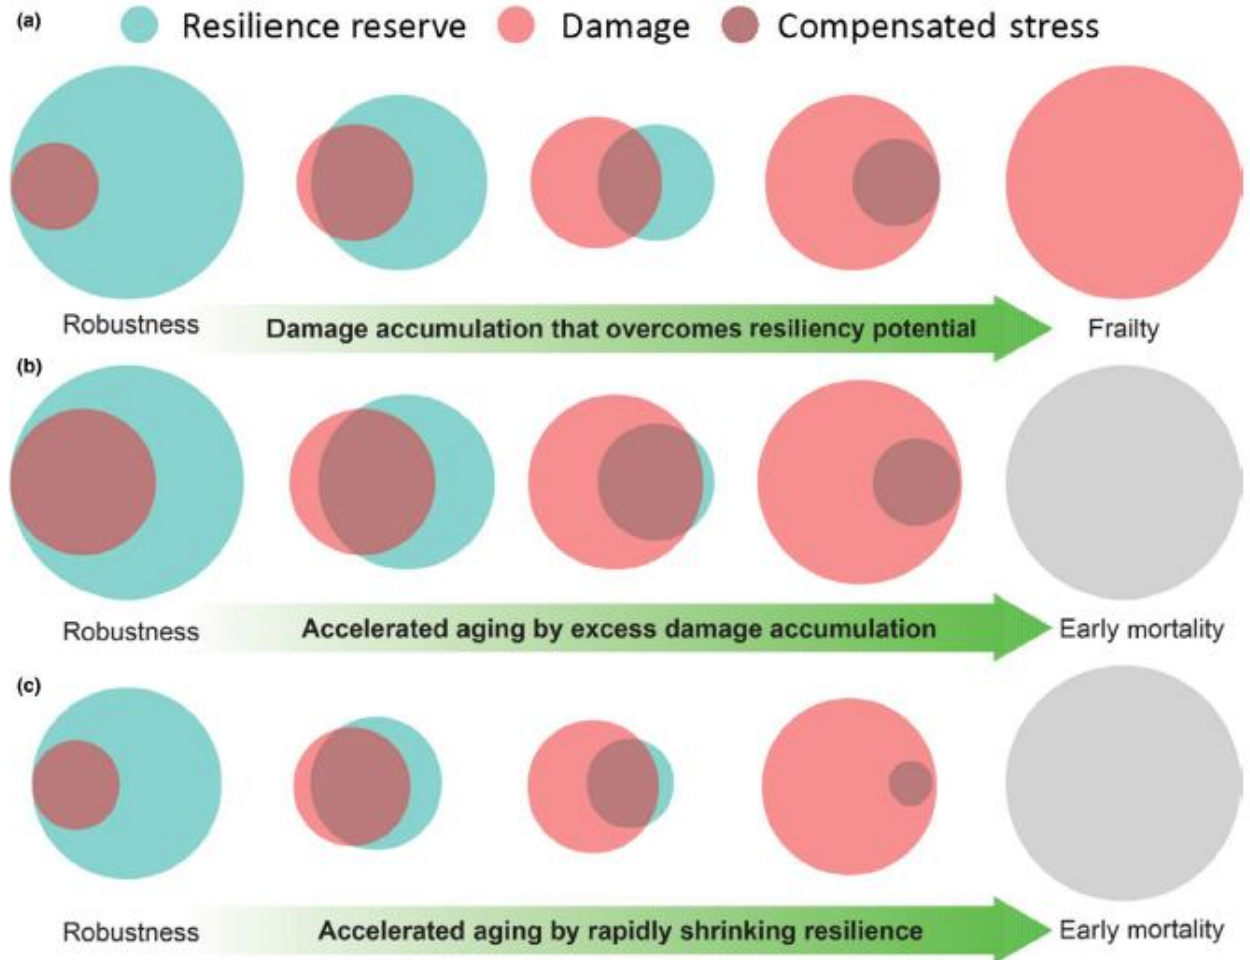 (a)
Resilience reserve Damage Compensated stress
Robustness Damage accumulation that overcomes resiliency potential Frailty
(b)
Robustness Accelerated aging by excess damage accumulation Early mortality
(c)
Robustness Accelerated aging by rapidly shrinking resilience Early mortality